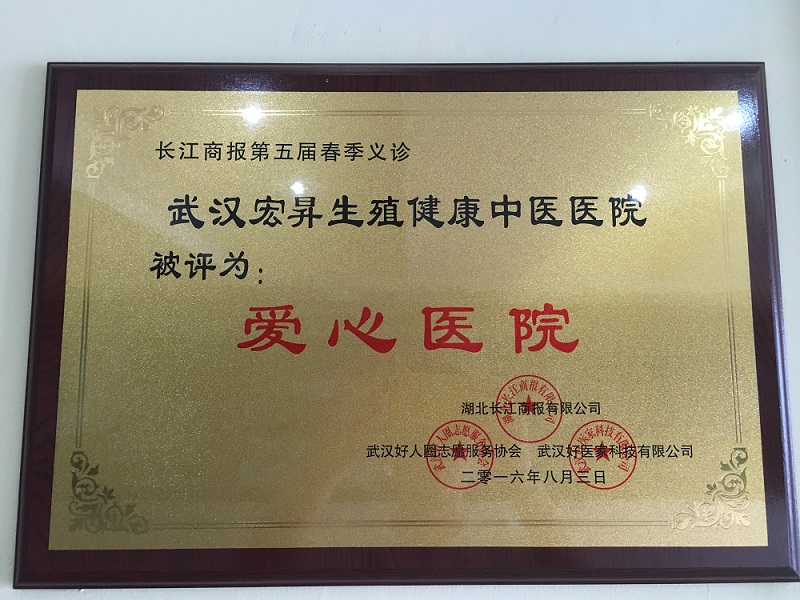 长江商报第五届春季义诊
武汉宏昇生殖健康中医医院
被评为：
爱心医院
湖北长江商报有限公司
武汉好人圈志愿服务协会 武汉好医家科技有限公司
二零一六年八月三日